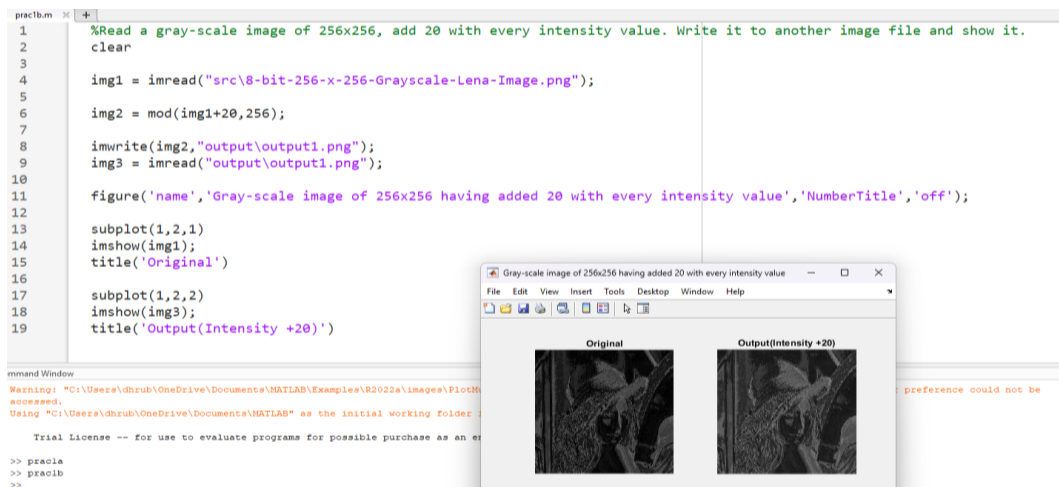 prac1b.m × +
1 %Read a gray-scale image of 256x256, add 20 with every intensity value. Write it to another image file and show it.
2 clear
3
4 img1 = imread("src\8-bit-256-x-256-Grayscale-Lena-Image.png");
5
6 img2 = mod(img1+20,256);
7
8 imwrite(img2,"output\output1.png");
9 img3 = imread("output\output1.png");
10
11 figure('name','Gray-scale image of 256x256 having added 20 with every intensity value','NumberTitle','off');
12
13 subplot(1,2,1)
14 imshow(img1);
15 title('Original')
16
17 subplot(1,2,2)
18 imshow(img3);
19 title('Output(Intensity +20)')
Gray-scale image of 256x256 having added 20 with every intensity value
File Edit View Insert Tools Desktop Window Help
Original Output(Intensity +20)
mmand Window
Warning: "C:\Users\dhrub\OneDrive\Documents\MATLAB\Examples\R2022a\images\PlotM preference could not be
accessed.
Using "C:\Users\dhrub\OneDrive\Documents\MATLAB" as the initial working folder
Trial License -- for use to evaluate programs for possible purchase as an
>> prac1a
>> prac1b
>>